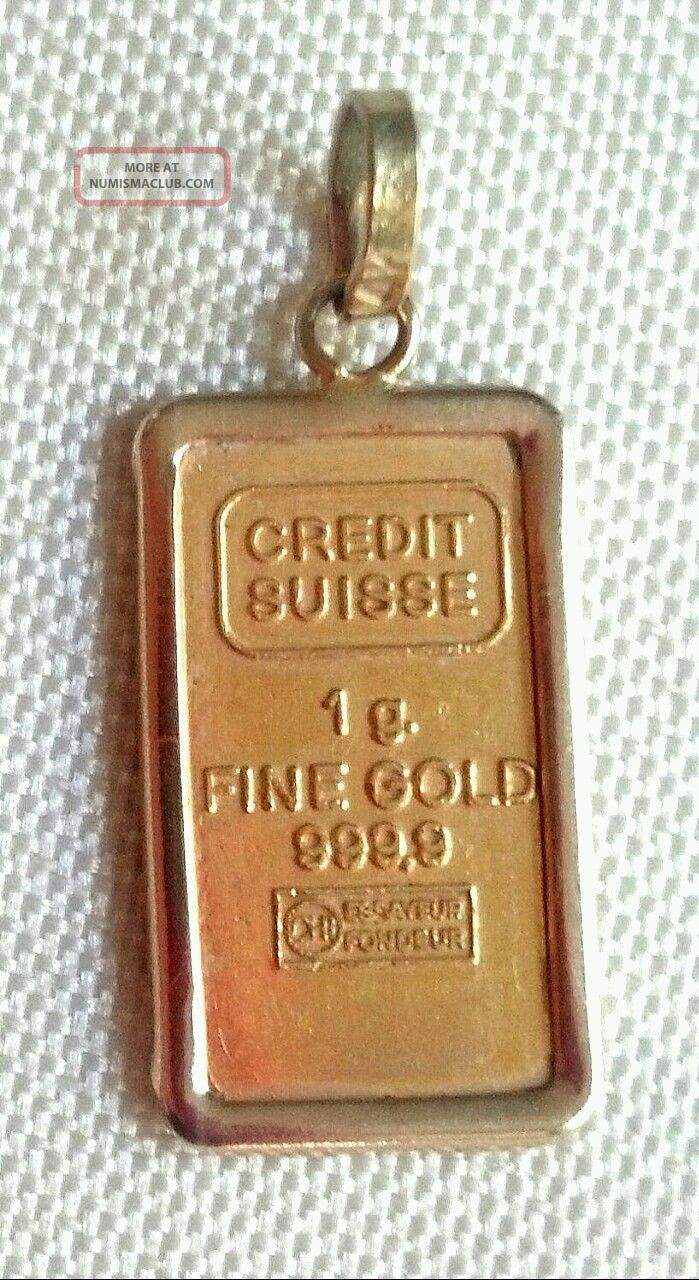 MORE AT
NUMISMACLUB.COM
CREDIT
SUISSE
1 g.
FINE GOLD
999,9
ESSAYEUR
FONDEUR